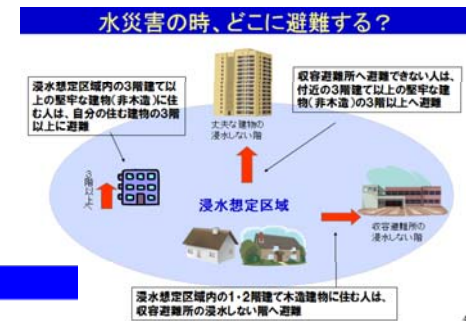 水災害の時、どこに避難する？
浸水想定区域内の3階建て以
上の堅牢な建物(非木造)に住
む人は、自分の住む建物の3階
以上に避難
収容避難所へ避難できない人は、
付近の3階建て以上の堅牢な建
物(非木造)の3階以上へ避難
丈夫な建物の
浸水しない階
3階以上へ
浸水想定区域
収容避難所の
浸水しない階
浸水想定区域内の1・2階建て木造建物に住む人は、
収容避難所の浸水しない階へ避難